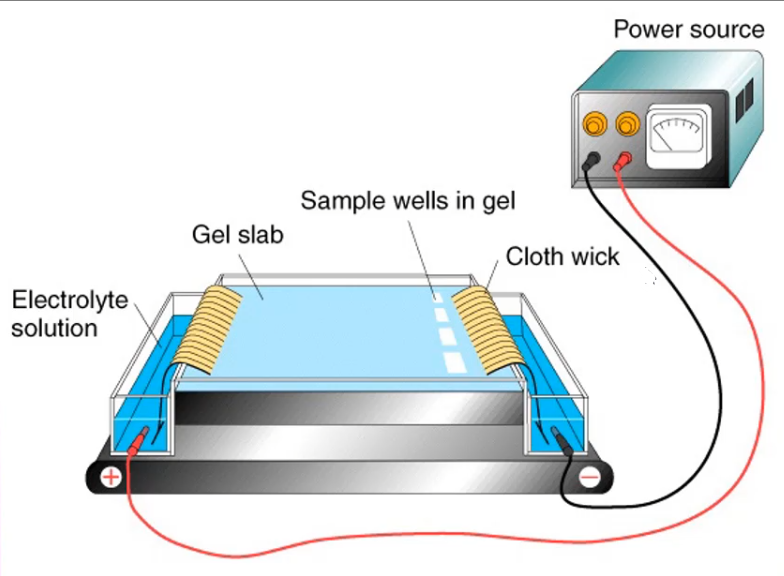 Power source
Sample wells in gel
Gel slab
Cloth wick
Electrolyte
solution
+
−